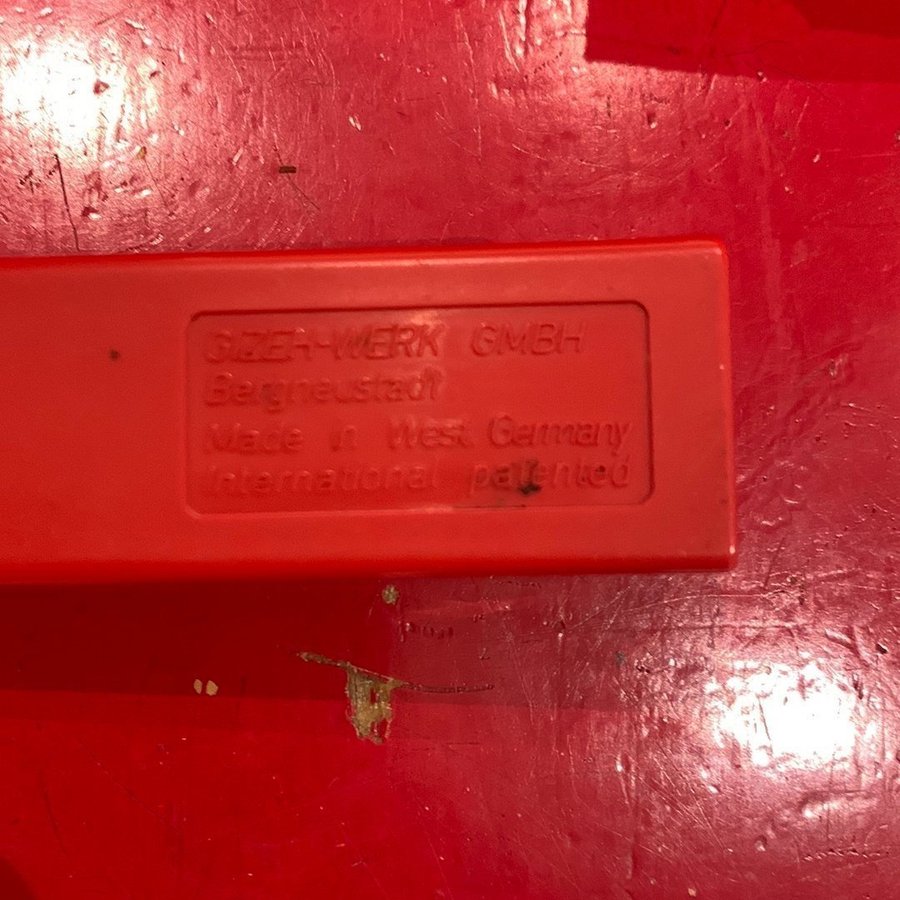 GIZEH-WERK GMBH
Bergneustadt
Made in West Germany
International patented